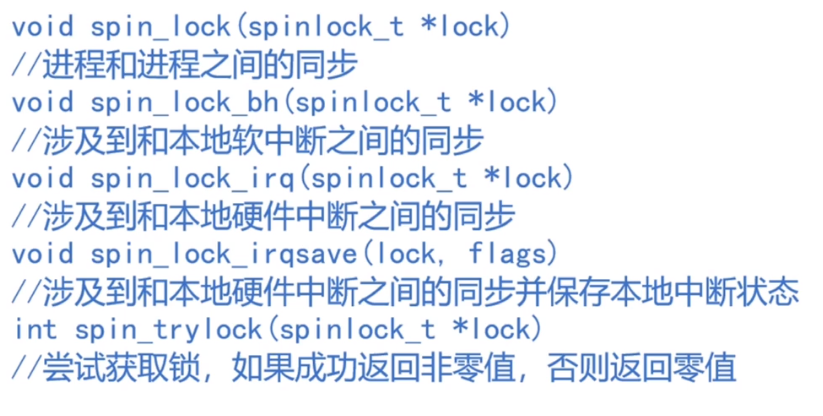 void spin_lock(spinlock_t *lock)
//进程和进程之间的同步
void spin_lock_bh(spinlock_t *lock)
//涉及到和本地软中断之间的同步
void spin_lock_irq(spinlock_t *lock)
//涉及到和本地硬件中断之间的同步
void spin_lock_irqsave(lock, flags)
//涉及到和本地硬件中断之间的同步并保存本地中断状态
int spin_trylock(spinlock_t *lock)
//尝试获取锁，如果成功返回非零值，否则返回零值